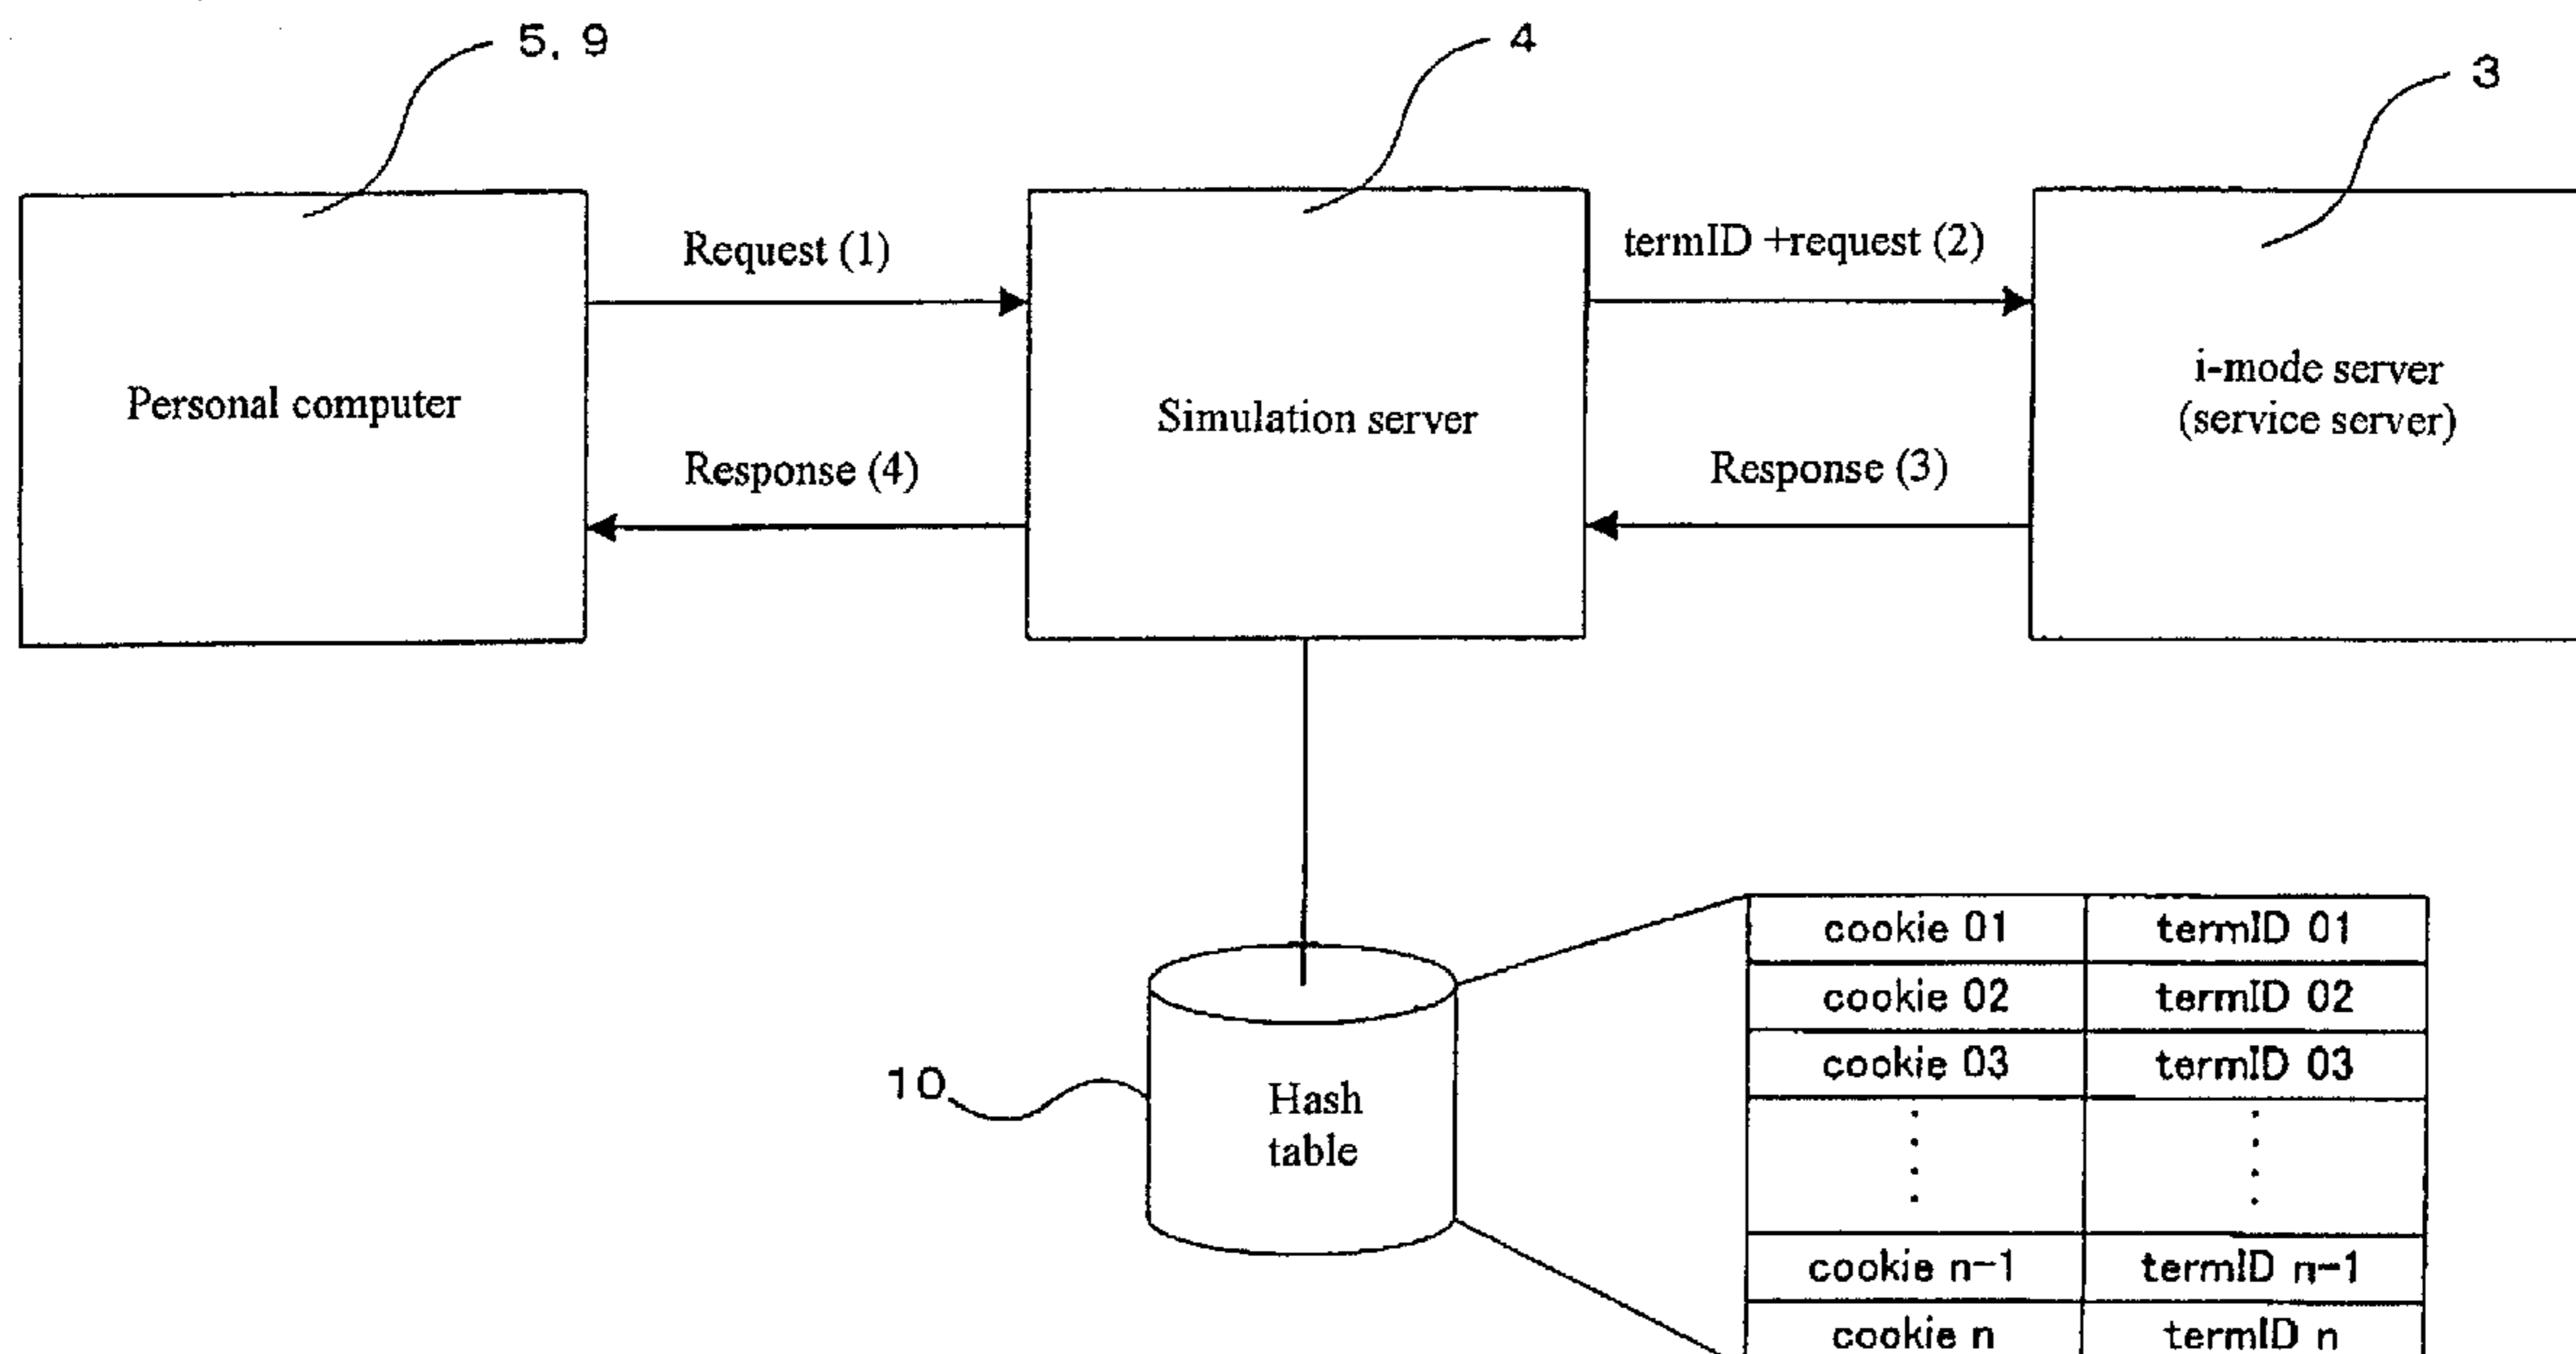 5, 9
4
3
Request (1)
termID +request (2)
Personal computer
Simulation server
i-mode server
(service server)
Response (4)
Response (3)
10
Hash
table
cookie 01 termID 01
cookie 02 termID 02
cookie 03 termID 03
cookie n-1 termID n-1
cookie n termID n